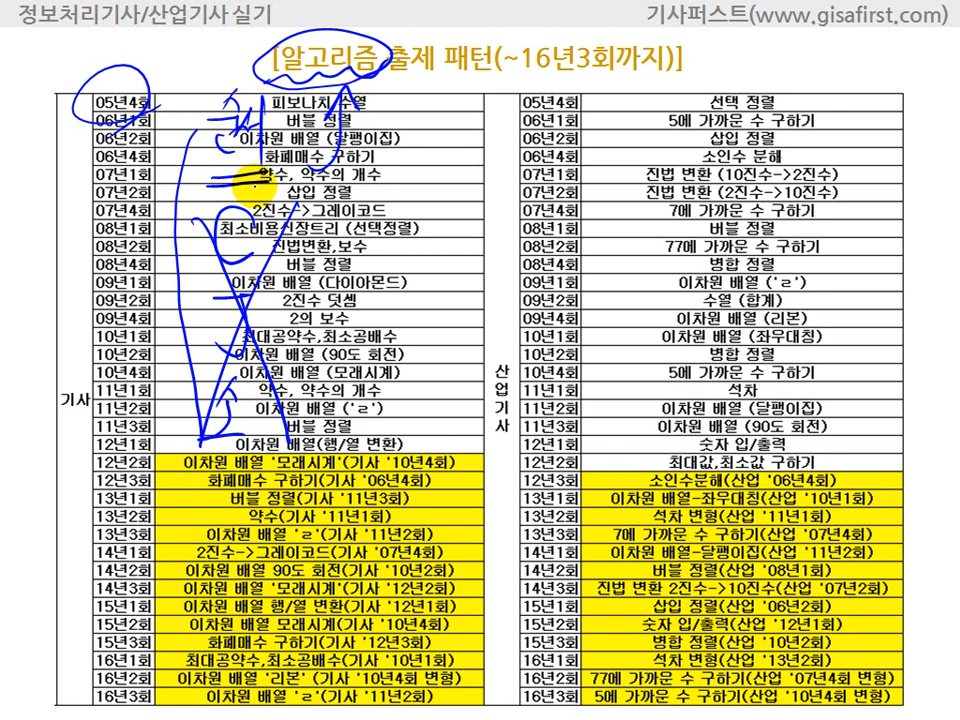 정보처리기사/산업기사 실기
기사퍼스트(www.gisafirst.com)
[알고리즘 출제 패턴(~16년3회까지)]
기사
05년4회 피보나치 수열
06년1회 버블 정렬
06년2회 이차원 배열 (달팽이집)
06년4회 화폐매수 구하기
07년1회 약수, 약수의 개수
07년2회 삽입 정렬
07년4회 2진수->그레이코드
08년1회 최소비용신장트리 (선택정렬)
08년2회 진법변환,보수
08년4회 버블 정렬
09년1회 이차원 배열 (다이아몬드)
09년2회 2진수 덧셈
09년4회 2의 보수
10년1회 최대공약수,최소공배수
10년2회 이차원 배열 (90도 회전)
10년4회 이차원 배열 (모래시계)
11년1회 약수, 약수의 개수
11년2회 이차원 배열 ('ㄹ')
11년3회 버블 정렬
12년1회 이차원 배열(행/열 변환)
12년2회 이차원 배열 '모래시계'(기사 '10년4회)
12년3회 화폐매수 구하기(기사 '06년4회)
13년1회 버블 정렬(기사 '11년3회)
13년2회 약수(기사 '11년1회)
13년3회 이차원 배열 'ㄹ'(기사 '11년2회)
14년1회 2진수->그레이코드(기사 '07년4회)
14년2회 이차원 배열 90도 회전(기사 '10년2회)
14년3회 이차원 배열 '모래시계'(기사 '12년2회)
15년1회 이차원 배열 행/열 변환(기사 '12년1회)
15년2회 이차원 배열 모래시계(기사 '10년4회)
15년3회 화폐매수 구하기(기사 '12년3회)
16년1회 최대공약수,최소공배수(기사 '10년1회)
16년2회 이차원 배열 '리본' (기사 '10년4회 변형)
16년3회 이차원 배열 'ㄹ'(기사 '11년2회)
산업기사
05년4회 선택 정렬
06년1회 5에 가까운 수 구하기
06년2회 삽입 정렬
06년4회 소인수 분해
07년1회 진법 변환 (10진수->2진수)
07년2회 진법 변환 (2진수->10진수)
07년4회 7에 가까운 수 구하기
08년1회 버블 정렬
08년2회 77에 가까운 수 구하기
08년4회 병합 정렬
09년1회 이차원 배열 ('ㄹ')
09년2회 수열 (합계)
09년4회 이차원 배열 (리본)
10년1회 이차원 배열 (좌우대칭)
10년2회 병합 정렬
10년4회 5에 가까운 수 구하기
11년1회 석차
11년2회 이차원 배열 (달팽이집)
11년3회 이차원 배열 (90도 회전)
12년1회 숫자 입/출력
12년2회 최대값,최소값 구하기
12년3회 소인수분해(산업 '06년4회)
13년1회 이차원 배열-좌우대칭(산업 '10년1회)
13년2회 석차 변형(산업 '11년1회)
13년3회 7에 가까운 수 구하기(산업 '07년4회)
14년1회 이차원 배열-달팽이집(산업 '11년2회)
14년2회 버블 정렬(산업 '08년1회)
14년3회 진법 변환 2진수->10진수(산업 '07년2회)
15년1회 삽입 정렬(산업 '06년2회)
15년2회 숫자 입/출력(산업 '12년1회)
15년3회 병합 정렬(산업 '10년2회)
16년1회 석차 변형(산업 '13년2회)
16년2회 77에 가까운 수 구하기(산업 '07년4회 변형)
16년3회 5에 가까운 수 구하기(산업 '10년4회 변형)